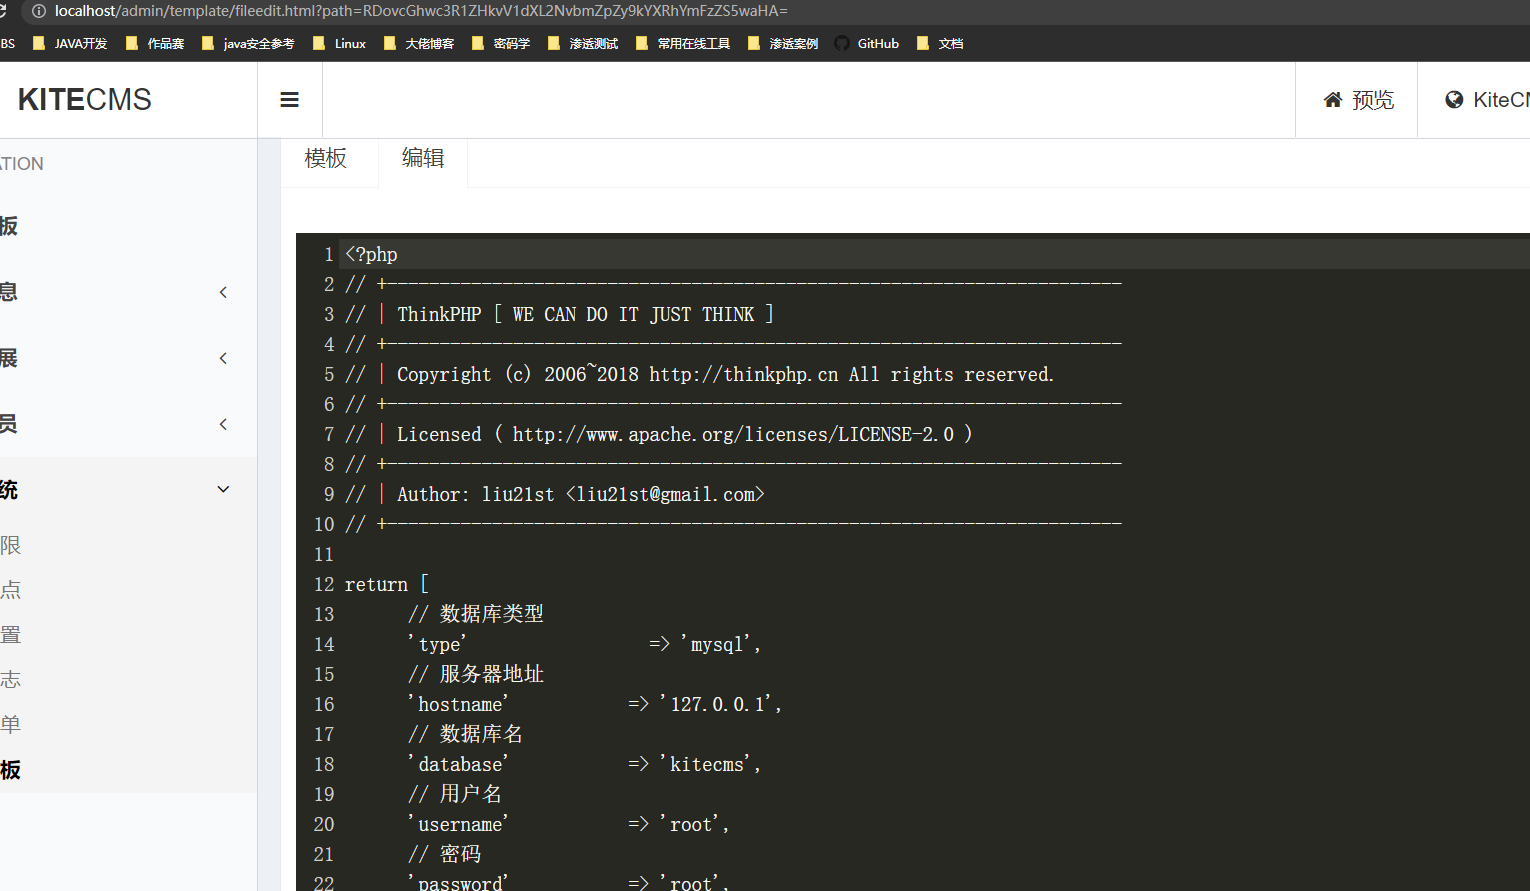 localhost/admin/template/fileedit.html?path=RDovcGhwc3R1ZHkvV1dXL2NvbmZpZy9kYXRhYmFzZS5waHA=
BS JAVA开发 作品赛 java安全参考 Linux 大佬博客 密码学 渗透测试 常用在线工具 渗透案例 GitHub 文档
KITECMS 预览 KiteCM
ATION
模板 编辑
板
息
展
员
统
限
点
置
志
单
板
1 <?php
2 // +----------------------------------------------------------------------
3 // | ThinkPHP [ WE CAN DO IT JUST THINK ]
4 // +----------------------------------------------------------------------
5 // | Copyright (c) 2006~2018 http://thinkphp.cn All rights reserved.
6 // +----------------------------------------------------------------------
7 // | Licensed ( http://www.apache.org/licenses/LICENSE-2.0 )
8 // +----------------------------------------------------------------------
9 // | Author: liu21st <liu21st@gmail.com>
10 // +----------------------------------------------------------------------
11
12 return [
13 // 数据库类型
14 'type' => 'mysql',
15 // 服务器地址
16 'hostname' => '127.0.0.1',
17 // 数据库名
18 'database' => 'kitecms',
19 // 用户名
20 'username' => 'root',
21 // 密码
22 'password' => 'root',